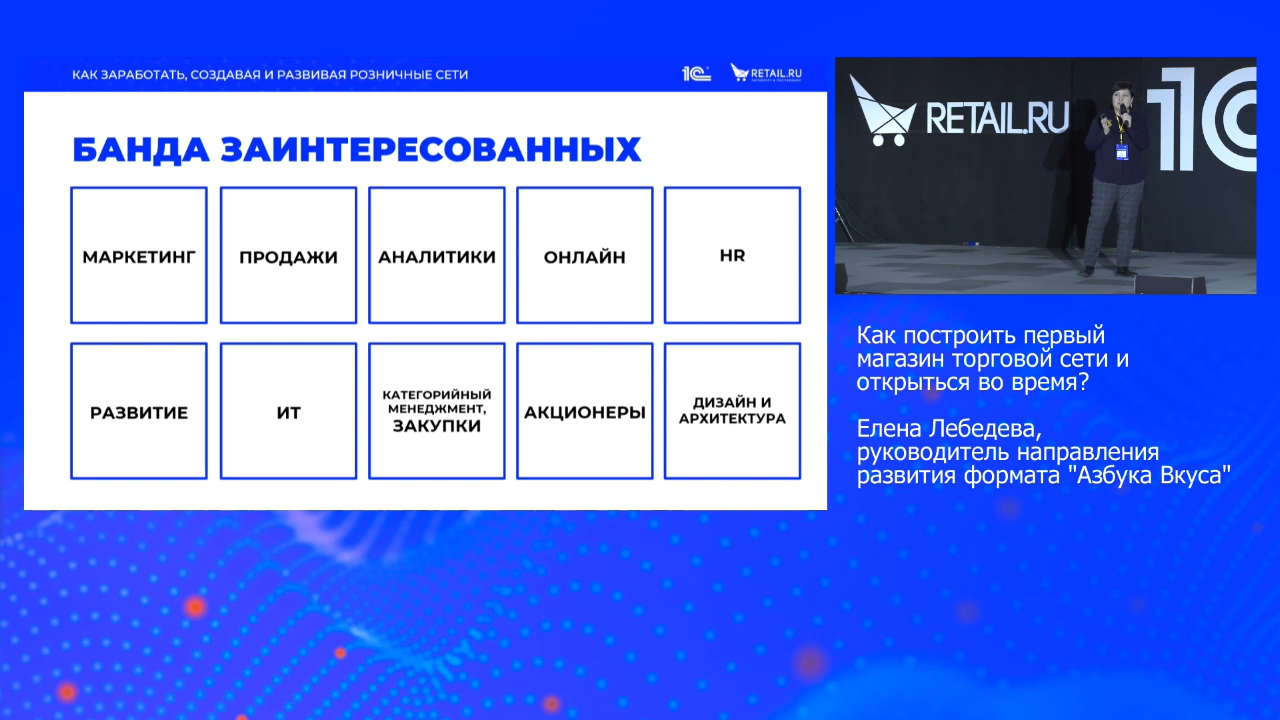 КАК ЗАРАБОТАТЬ, СОЗДАВАЯ И РАЗВИВАЯ РОЗНИЧНЫЕ СЕТИ
1С
RETAIL.RU
БАНДА ЗАИНТЕРЕСОВАННЫХ
МАРКЕТИНГ
ПРОДАЖИ
АНАЛИТИКИ
ОНЛАЙН
HR
РАЗВИТИЕ
ИТ
КАТЕГОРИЙНЫЙ
МЕНЕДЖМЕНТ,
ЗАКУПКИ
АКЦИОНЕРЫ
ДИЗАЙН И
АРХИТЕКТУРА
RETAIL.RU
1С
Как построить первый
магазин торговой сети и
открыться во время?
Елена Лебедева,
руководитель направления
развития формата "Азбука Вкуса"